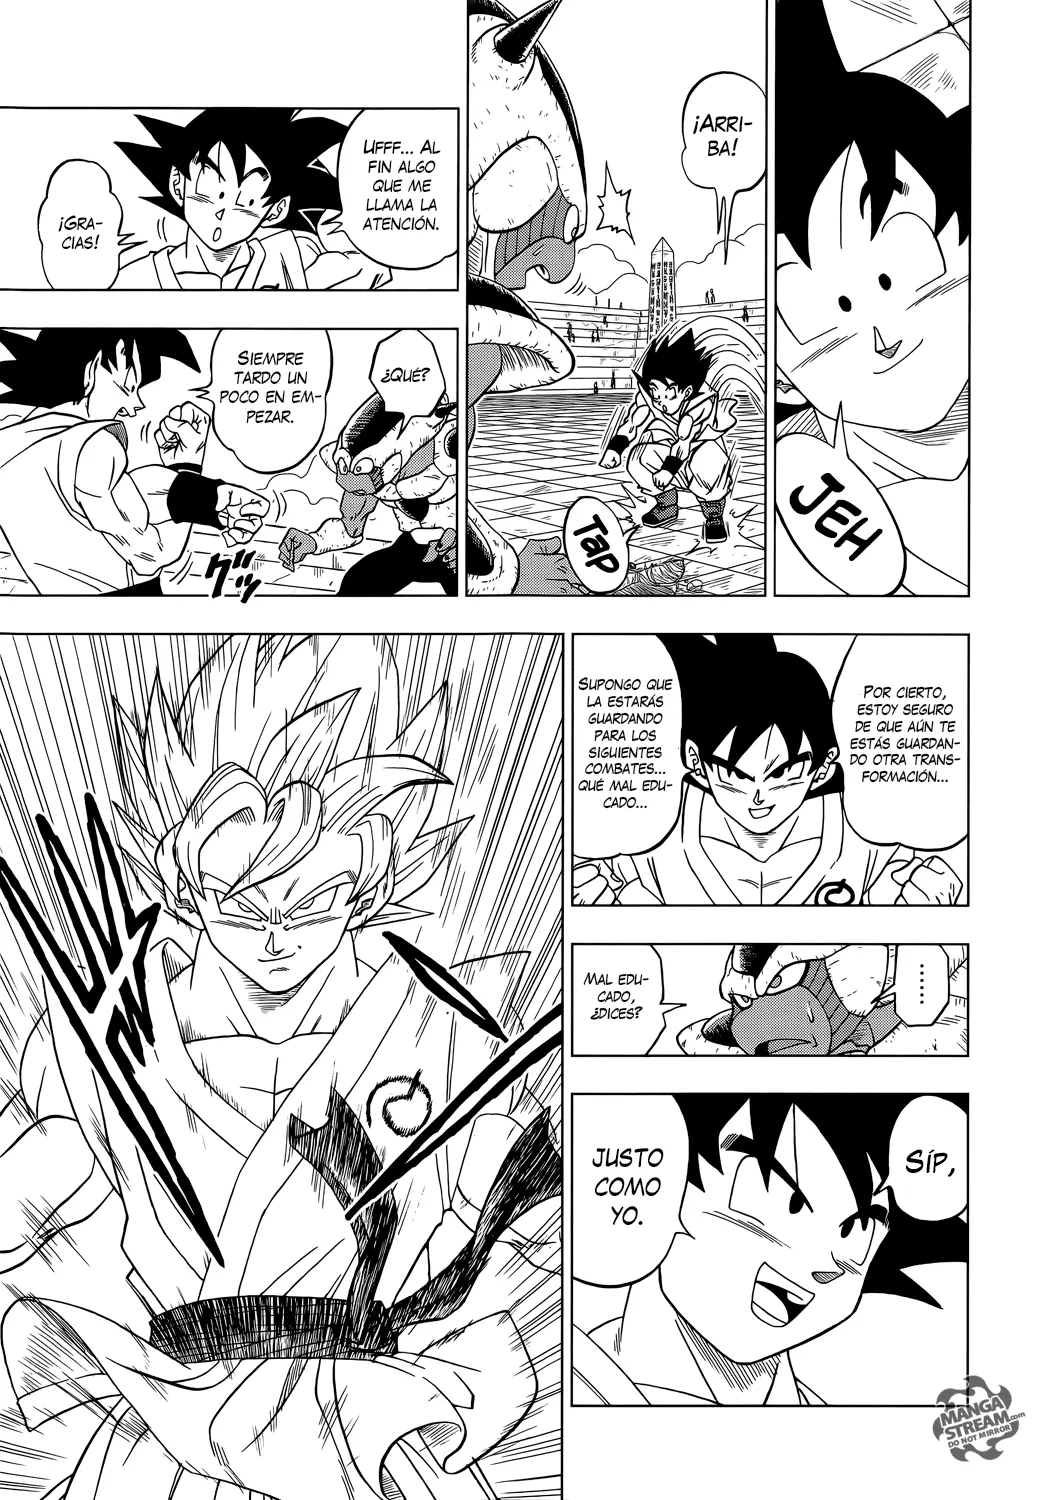 JEH
¡ARRI-
BA!
TAP
UFFF... AL
FIN ALGO
QUE ME
LLAMA LA
ATENCIÓN.
¡GRA-
CIAS!
¿QUÉ?
SIEMPRE
TARDO UN
POCO EN EM-
PEZAR.
グッ
POR CIERTO,
ESTOY SEGURO
DE QUE AÚN TE
ESTÁS GUARDAN-
DO OTRA TRANS-
FORMACIÓN...
SUPONGO QUE
LA ESTARÁS
GUARDANDO
PARA LOS
SIGUIENTES
COMBATES...
QUÉ MAL EDU-
CADO...
......
MAL EDU-
CADO,
¿DICES?
SÍP,
JUSTO
COMO
YO.
MANGA
STREAM.com
DO NOT MIRROR